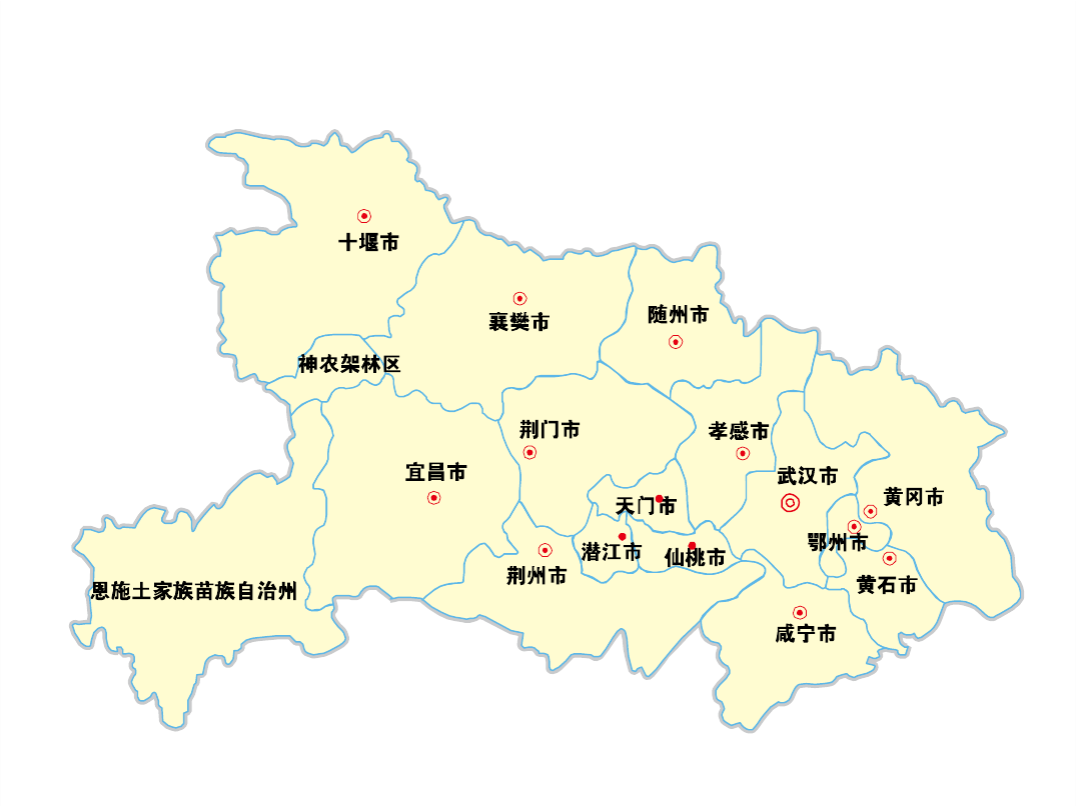 十堰市
襄樊市
随州市
神农架林区
荆门市
孝感市
宜昌市
武汉市
黄冈市
天门市
鄂州市
潜江市
仙桃市
荆州市
黄石市
恩施土家族苗族自治州
咸宁市